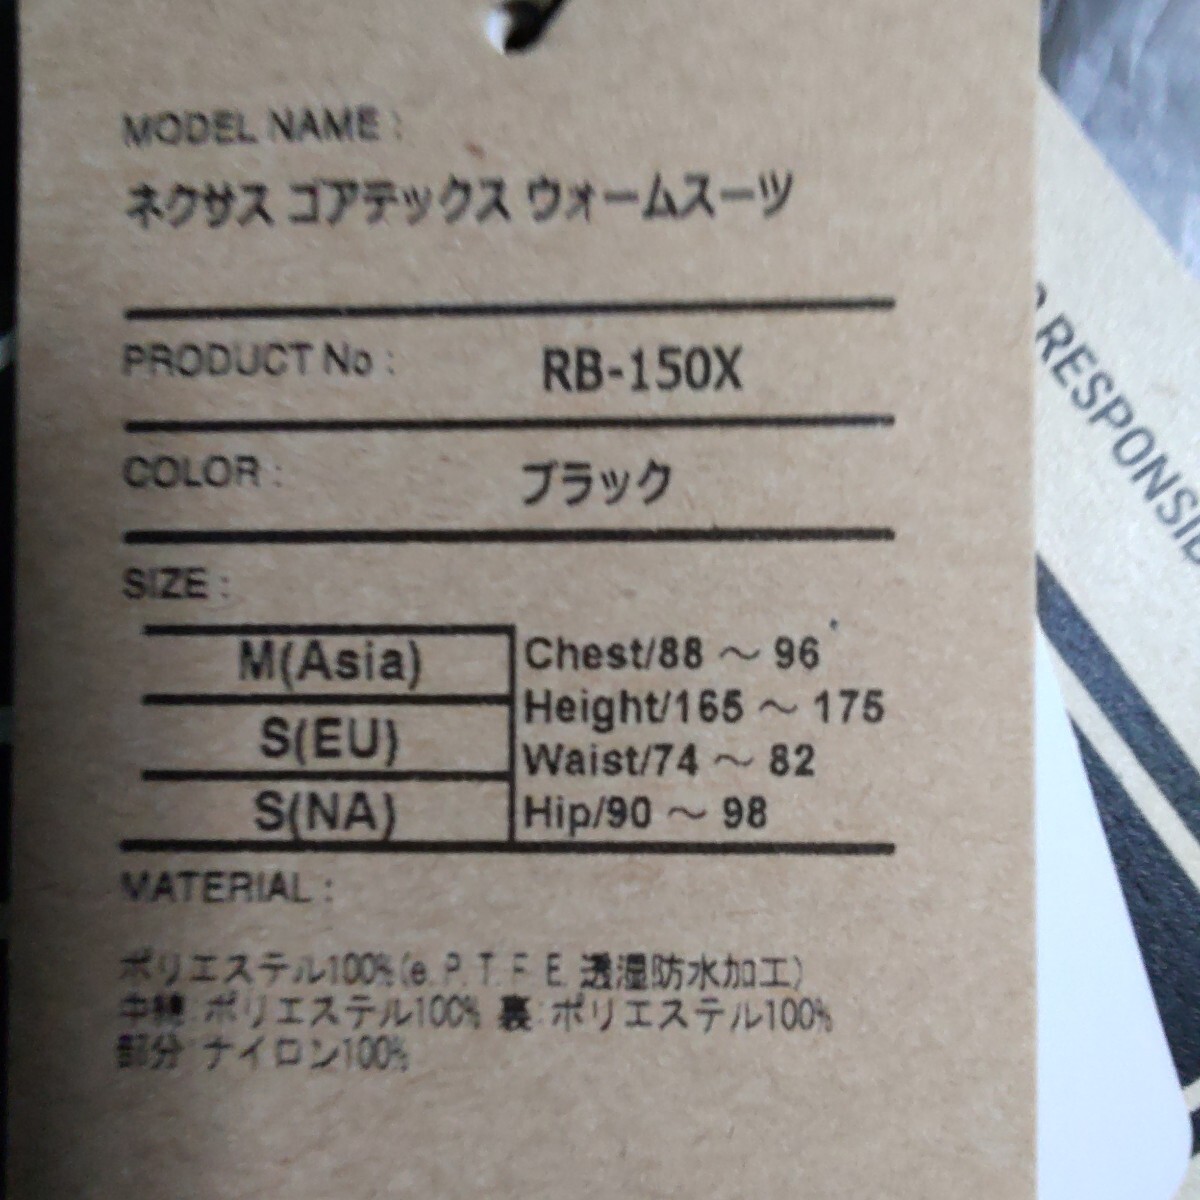 MODEL NAME :
ネクサス ゴアテックス ウォームスーツ
PRODUCT No : RB-150X
COLOR : ブラック
SIZE :
M(Asia)
S(EU)
S(NA)
Chest/88 ～ 96
Height/165 ～ 175
Waist/74 ～ 82
Hip/90 ～ 98
MATERIAL :
ポリエステル100%(e.P.T.F.E.透湿防水加工)
中綿:ポリエステル100% 裏:ポリエステル100%
部分:ナイロン100%
RESPONSIB